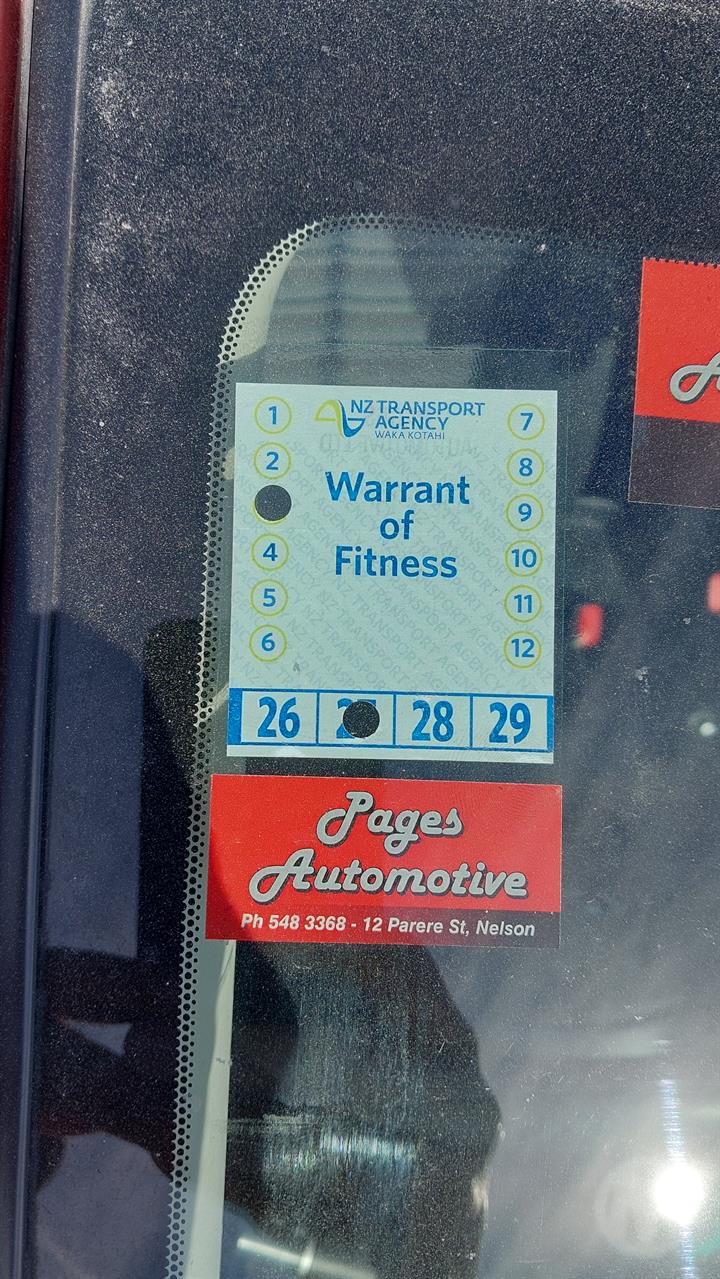 NZ TRANSPORT
AGENCY
WAKA KOTAHI
Warrant
of
Fitness
1
2
4
5
6
7
8
9
10
11
12
26 28 29
Pages
Automotive
Ph 548 3368 - 12 Parere St, Nelson